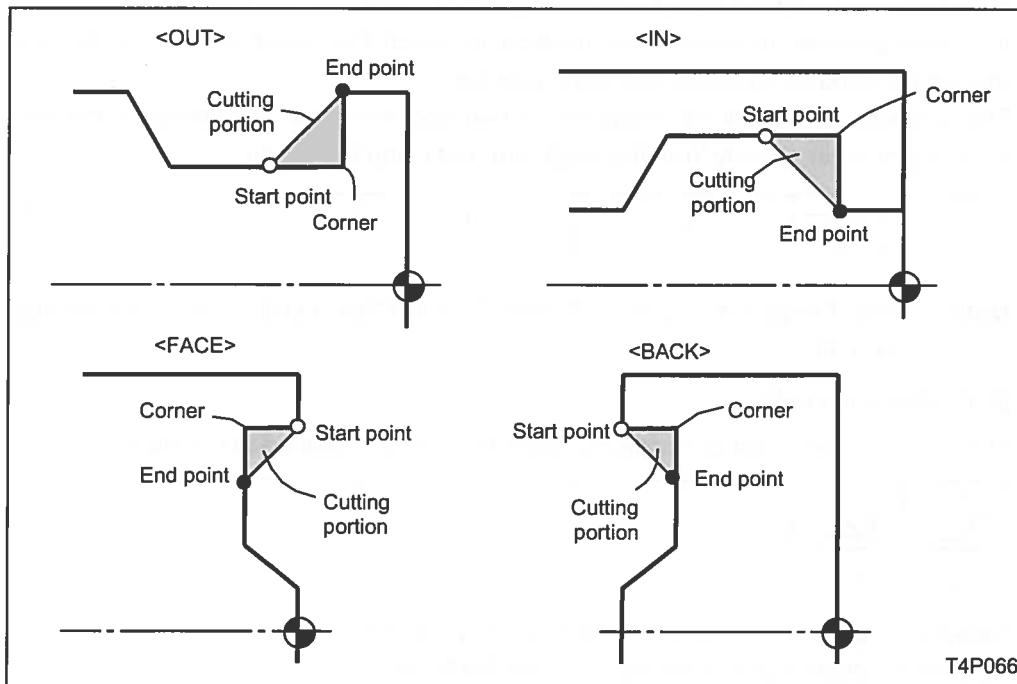 <OUT>
End point
Cutting
portion
Start point
Corner
<IN>
Start point
Corner
Cutting
portion
End point
<FACE>
Corner
Start point
End point
Cutting
portion
<BACK>
Start point
Corner
End point
Cutting
portion
T4P066